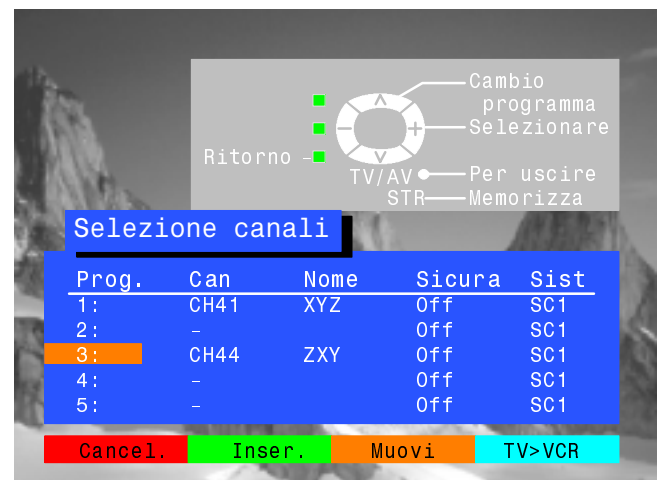 Cambio
programma
Selezionare
Ritorno
TV/AV Per uscire
STR Memorizza
Selezione canali
Prog. Can Nome Sicura Sist
1: CH41 XYZ Off SC1
2: – Off SC1
3: CH44 ZXY Off SC1
4: – Off SC1
5: – Off SC1
Cancel. Inser. Muovi TV>VCR